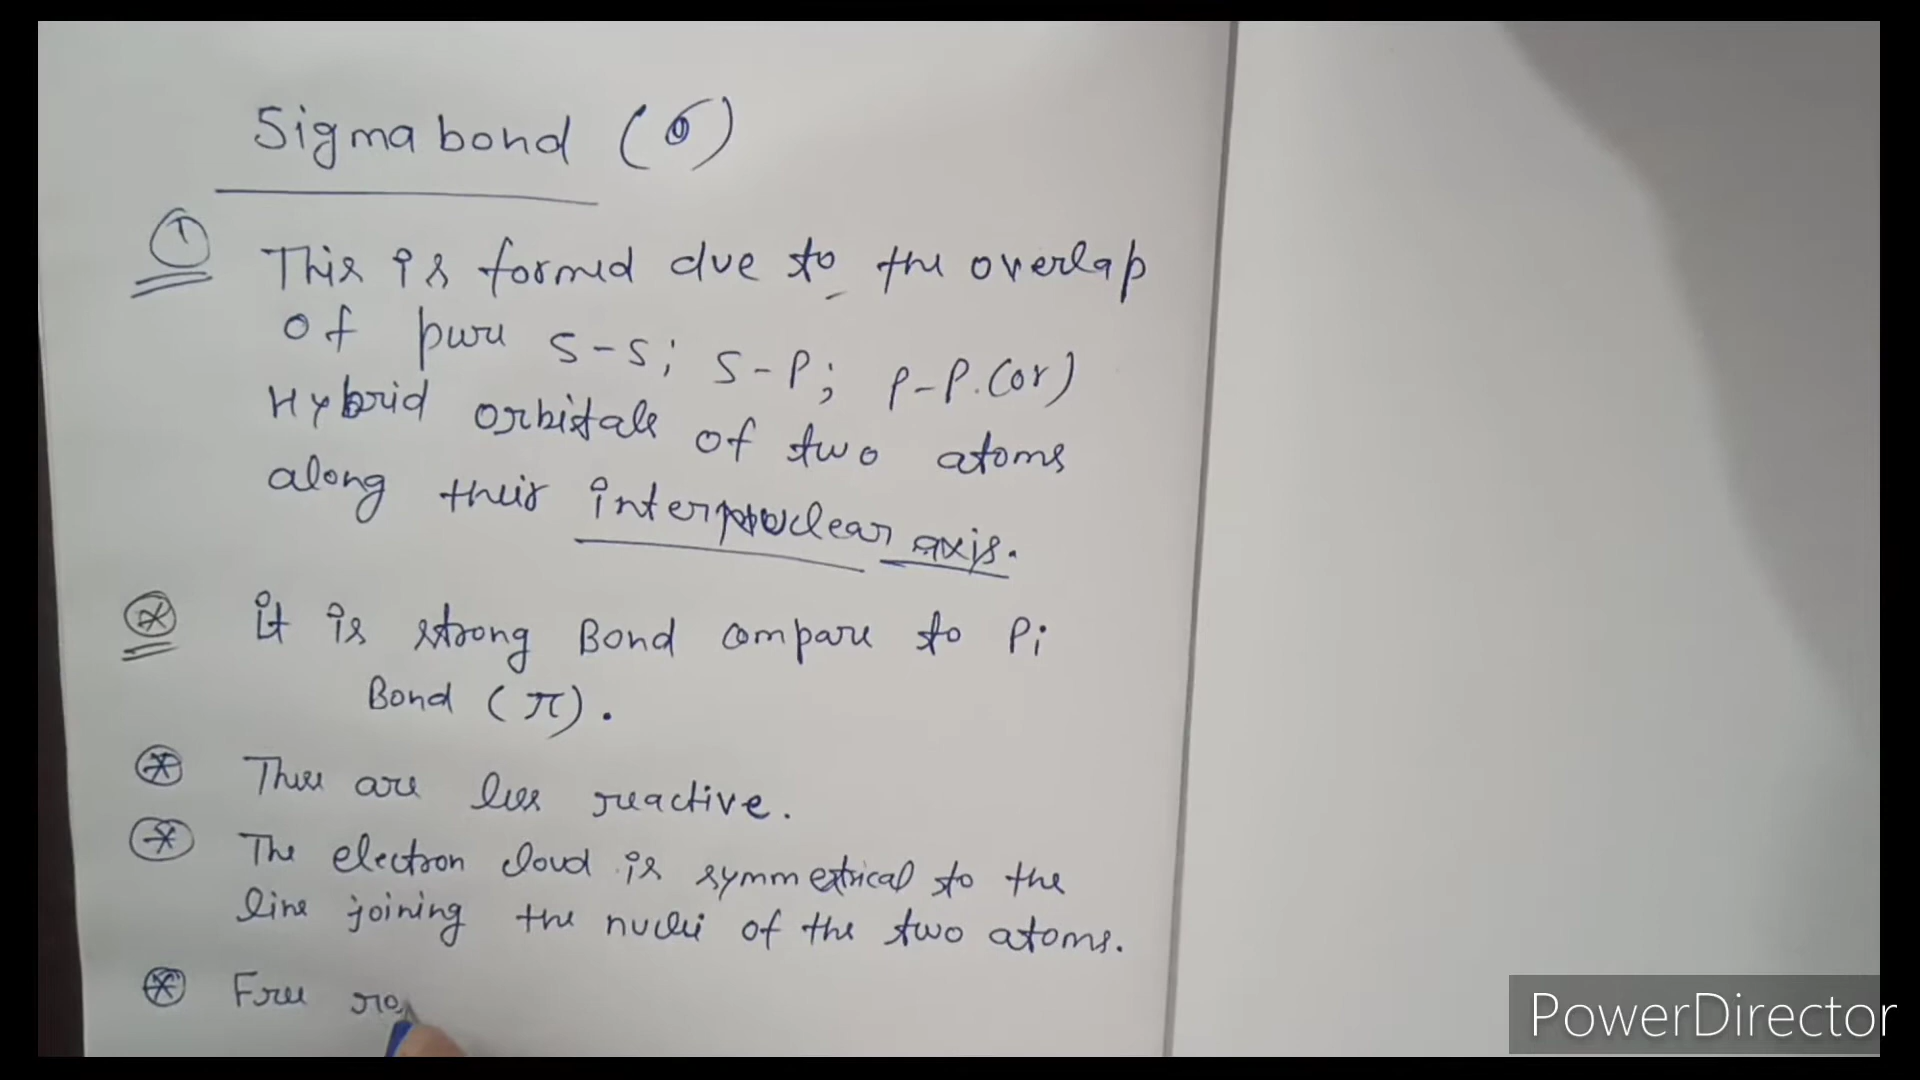 Sigma bond (σ)
1 This is formed due to the overlap
of pure s-s; s-p; p-p. (or)
Hybrid orbitals of two atoms
along their internuclear axis.
It is strong Bond compare to Pi
Bond (π).
These are less reactive.
The electron cloud is symmetrical to the
line joining the nuclei of the two atoms.
Free ro
PowerDirector